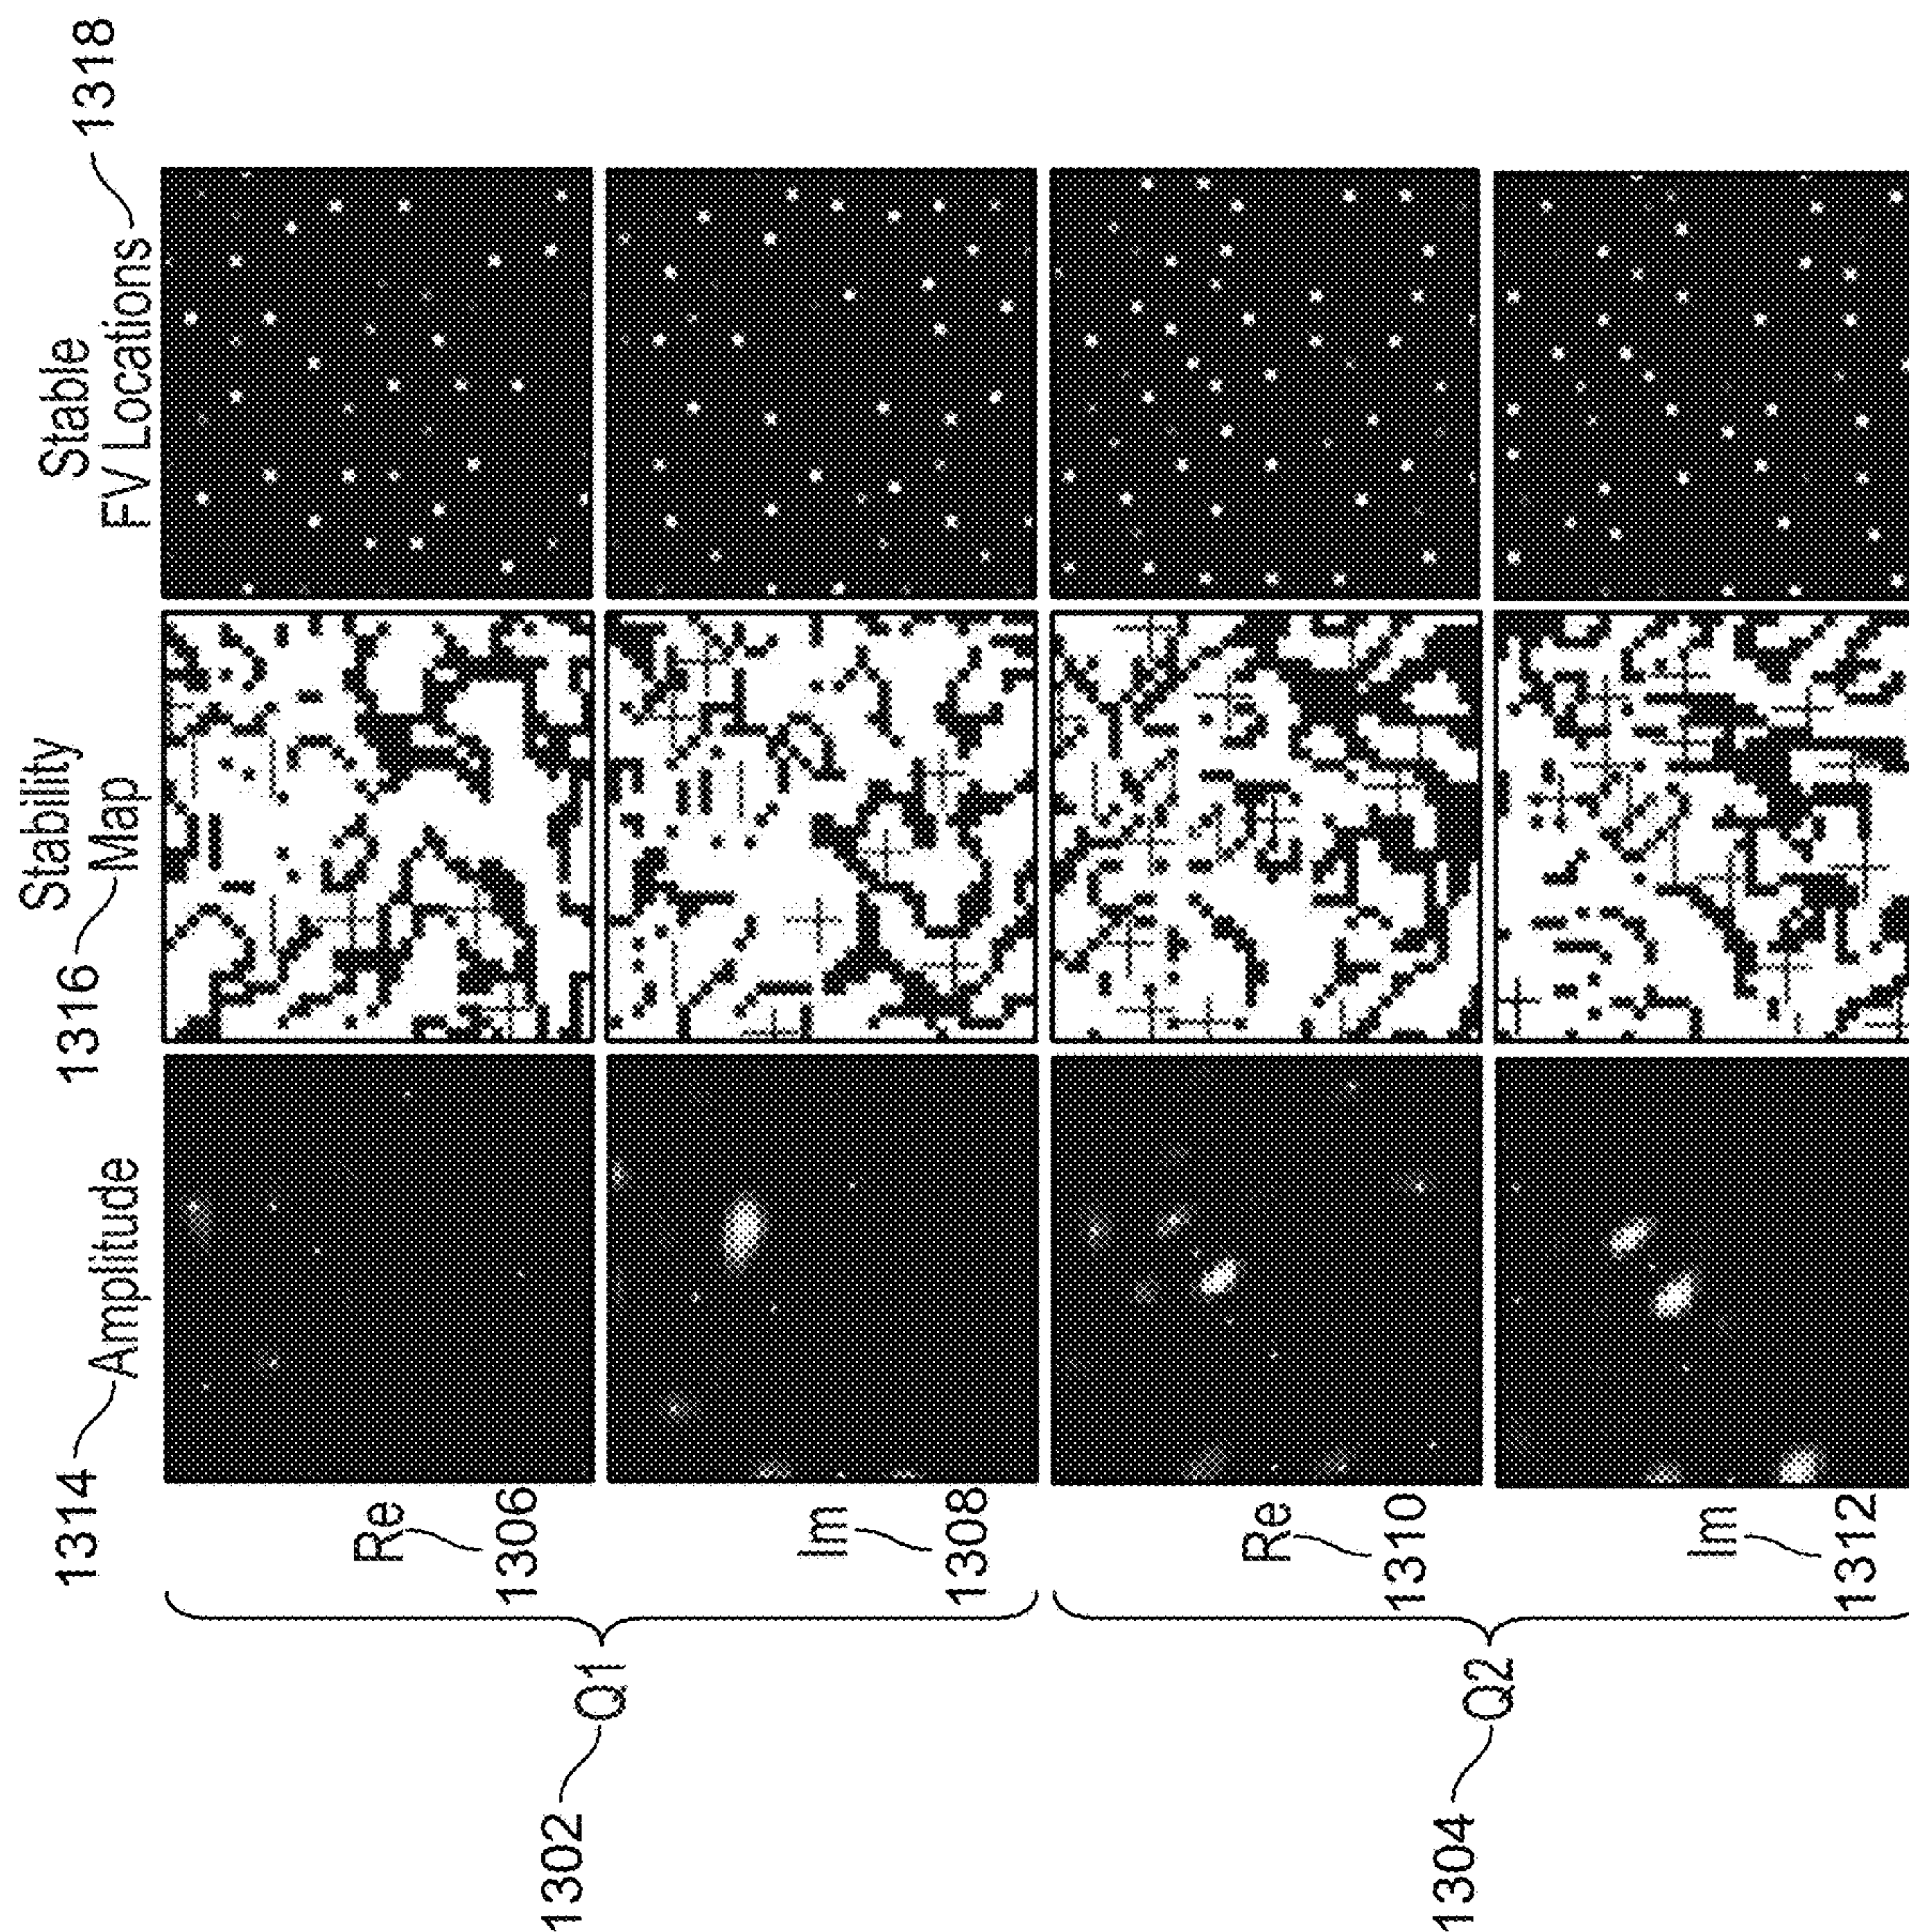 1314 Amplitude
Stability
1316 Map
Stable
FV Locations 1318
1302 Q1
Re
1306
Im
1308
1304 Q2
Re
1310
Im
1312